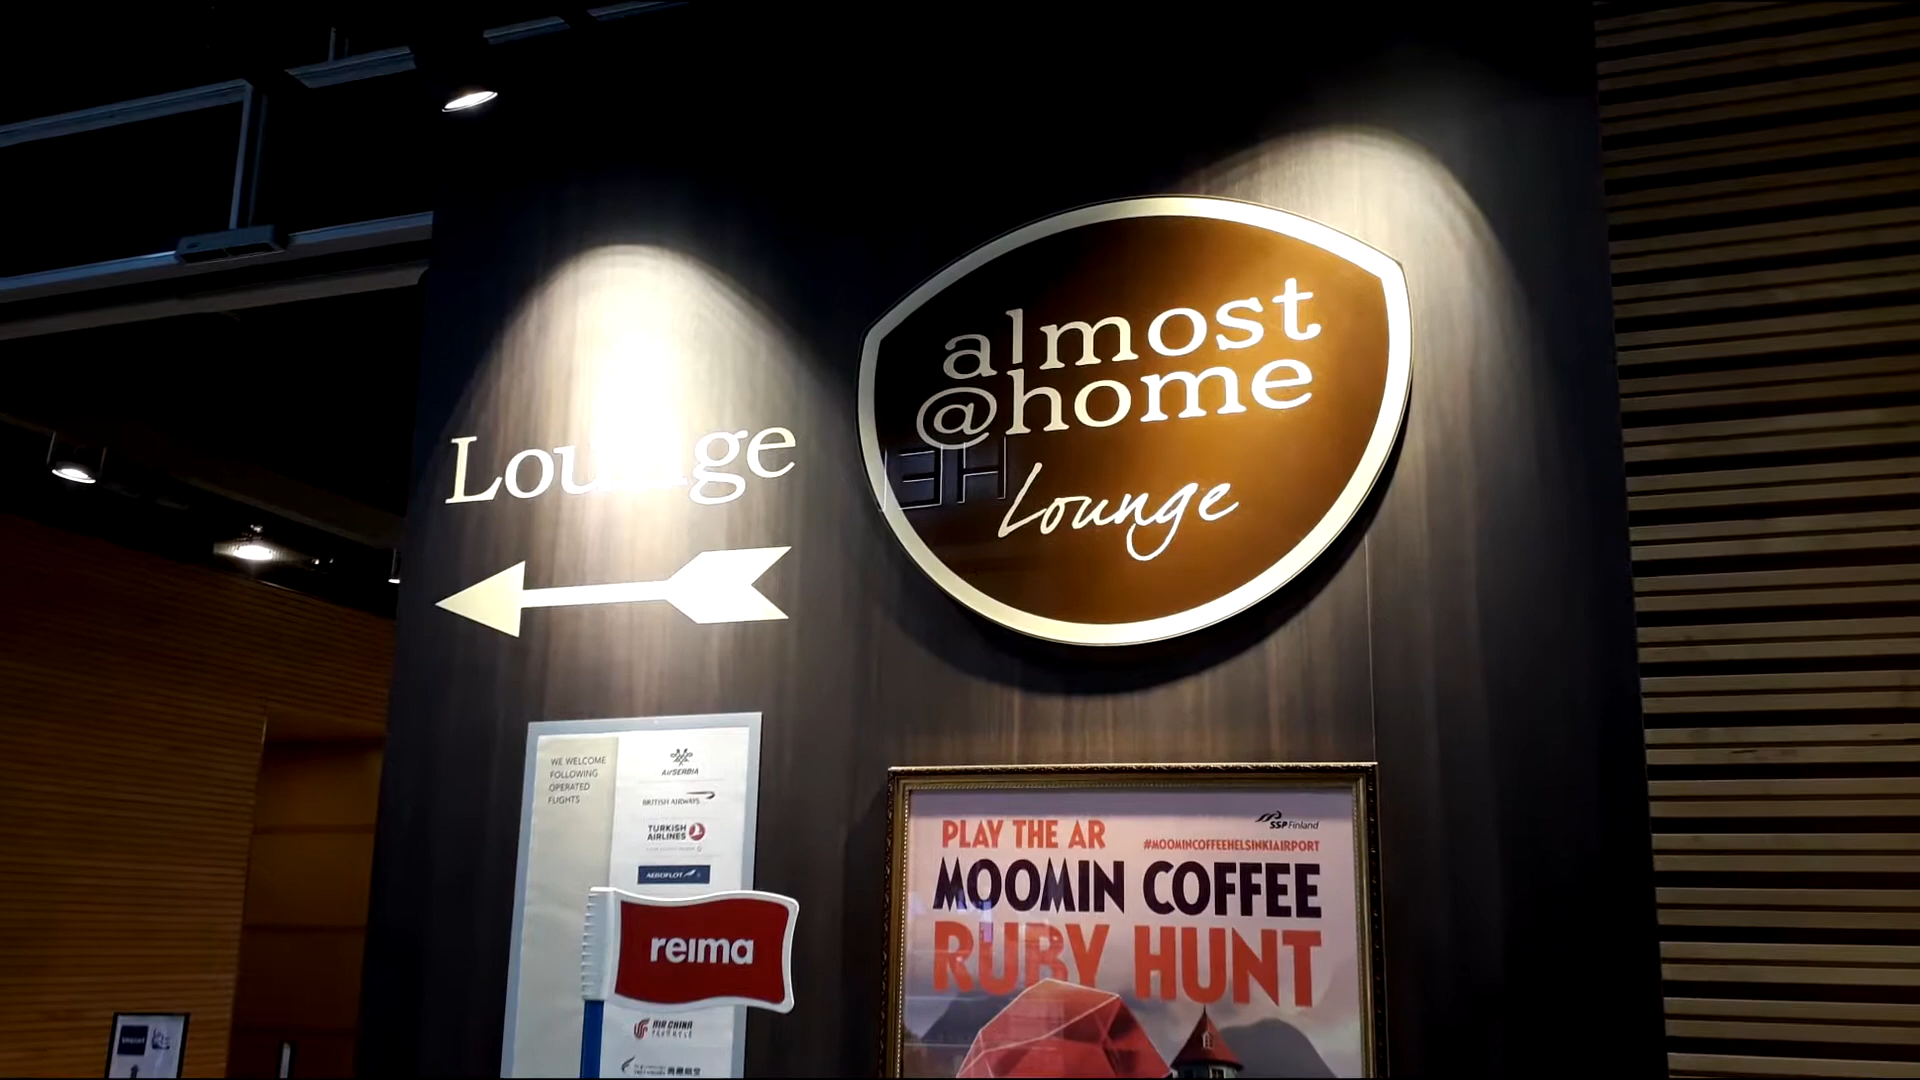 almost
@home
Lounge
Lounge
WE WELCOME
FOLLOWING
OPERATED
FLIGHTS
AirSERBIA
BRITISH AIRWAYS
TURKISH
AIRLINES
AEROFLOT
reima
AIR CHINA
SSP Finland
PLAY THE AR
#MOOMINCOFFEEHELSINKIAIRPORT
MOOMIN COFFEE
RUBY HUNT